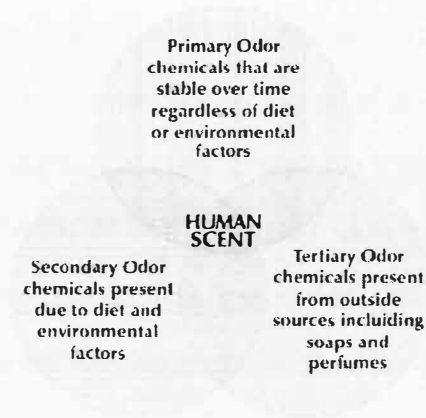 Primary Odor
chemicals that are
stable over time
regardless of diet
or environmental
factors
HUMAN
SCENT
Secondary Odor
chemicals present
due to diet and
environmental
factors
Tertiary Odor
chemicals present
from outside
sources incluiding
soaps and
perfumes